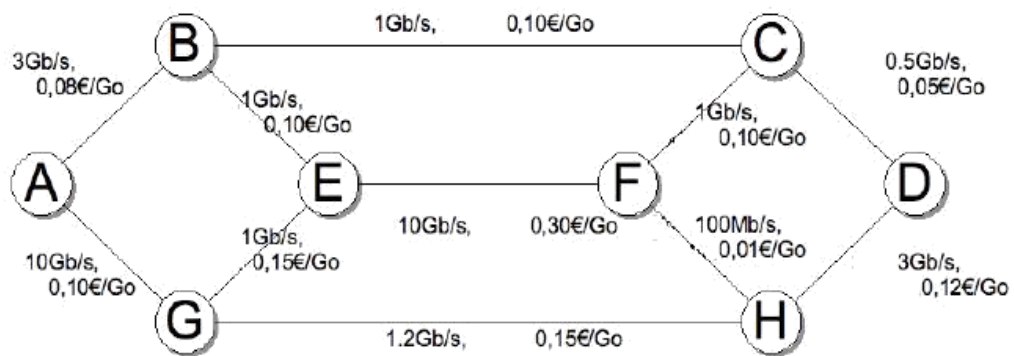 B
1Gb/s, 0,10€/Go
C
3Gb/s,
0,08€/Go
0.5Gb/s,
0,05€/Go
1Gb/s,
0,10€/Go
1Gb/s,
0,10€/Go
A
E
F
D
10Gb/s, 0,30€/Go
10Gb/s,
0,10€/Go
1Gb/s,
0,15€/Go
100Mb/s,
0,01€/Go
3Gb/s,
0,12€/Go
G
H
1.2Gb/s, 0,15€/Go